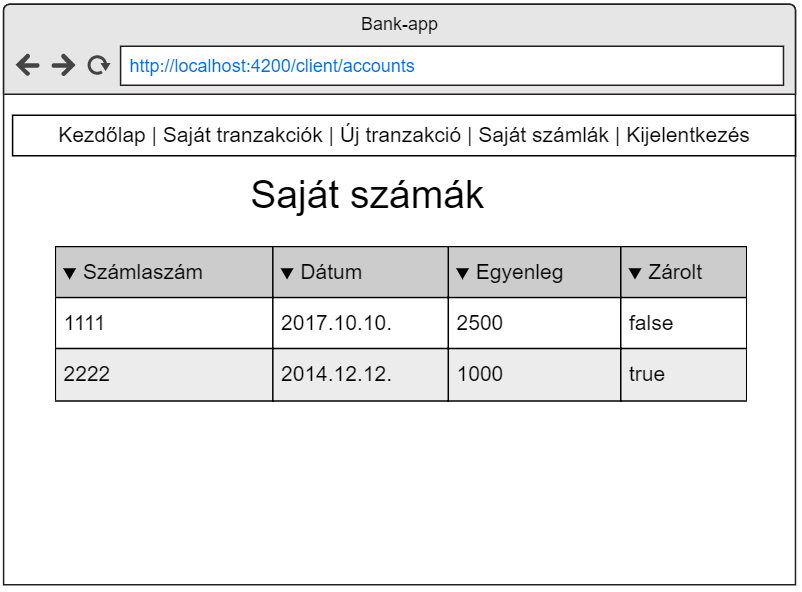 Bank-app
http://localhost:4200/client/accounts
Kezdőlap | Saját tranzakciók | Új tranzakció | Saját számlák | Kijelentkezés
Saját számák
Számlaszám Dátum Egyenleg Zárolt
1111 2017.10.10. 2500 false
2222 2014.12.12. 1000 true